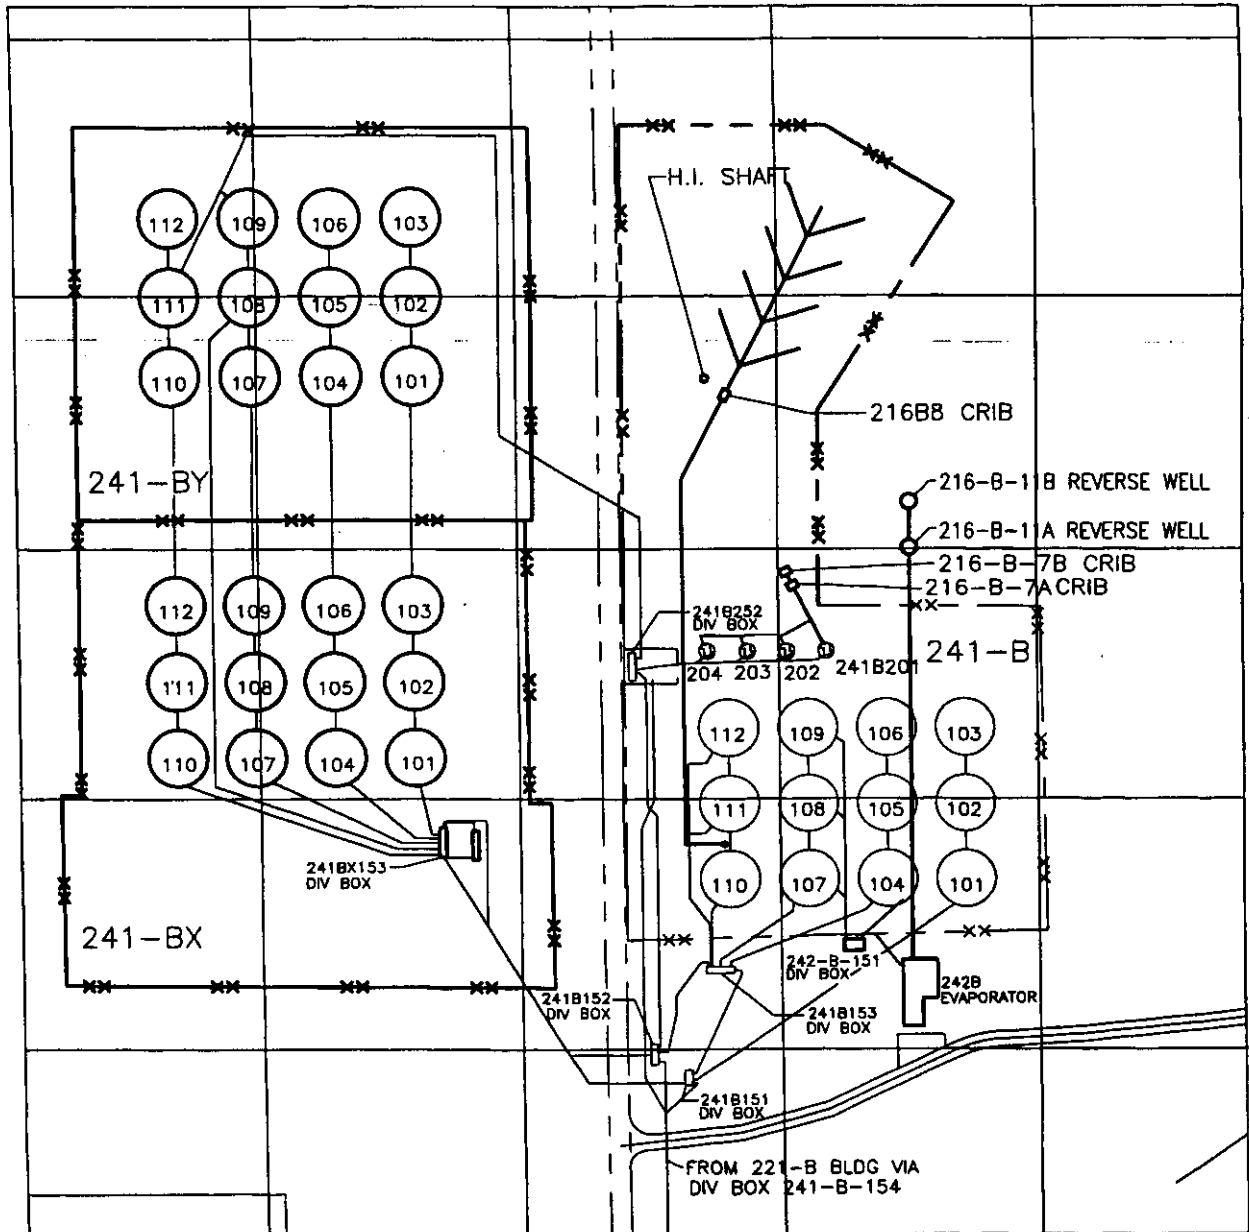 H.I. SHAFT
112 109 106 103
111 108 105 102
110 107 104 101
216B8 CRIB
241-BY
216-B-11B REVERSE WELL
216-B-11A REVERSE WELL
216-B-7B CRIB
216-B-7A CRIB
112 109 106 103
241B252
DIV BOX
241-B
204 203 202 241B201
111 108 105 102
112 109 106 103
110 107 104 101
111 108 105 102
241BX153
DIV BOX
110 107 104 101
241-BX
242-B-151
DIV BOX
242B
EVAPORATOR
241B152
DIV BOX
241B153
DIV BOX
241B151
DIV BOX
FROM 221-B BLDG VIA
DIV BOX 241-B-154